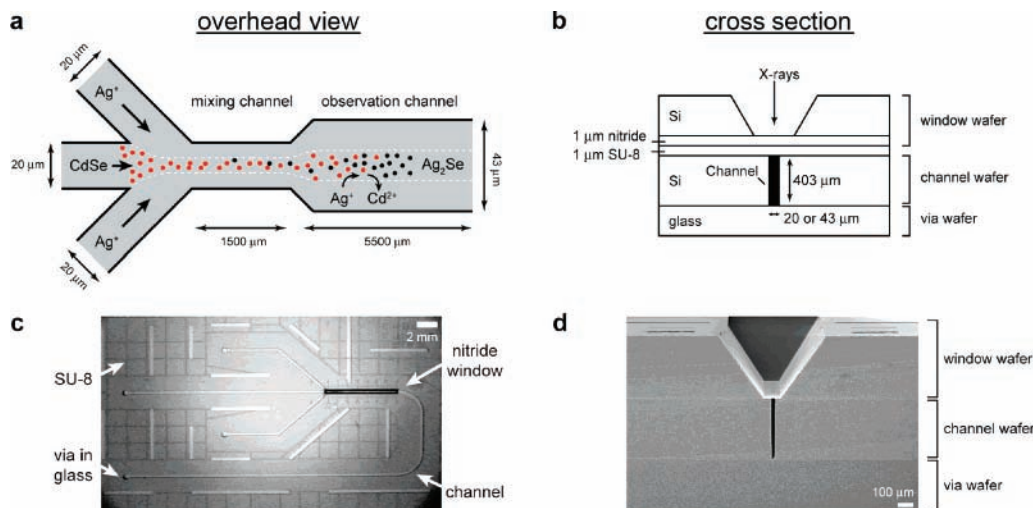 a
overhead view
20 μm
Ag⁺
mixing channel
observation channel
20 μm
CdSe
Ag₂Se
43 μm
Ag⁺
Cd²⁺
Ag⁺
20 μm
1500 μm
5500 μm
b
cross section
X-rays
Si
window wafer
1 μm nitride
1 μm SU-8
Si
Channel
403 μm
channel wafer
glass
20 or 43 μm
via wafer
c
2 mm
SU-8
nitride
window
via in
glass
channel
d
window wafer
channel wafer
100 μm
via wafer